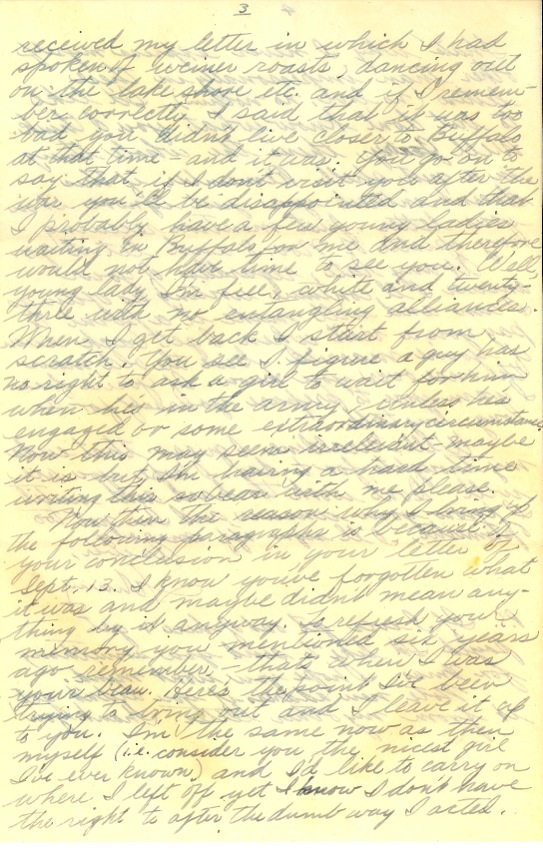 3
received my letter in which I had
spoken of weiner roasts, dancing out
on the lake shore etc. and if I remem-
ber correctly I said that it was too
bad you didn't live closer to Buffalo
at that time - and it was. You go on to
say that if I don't visit you after the
war you'll be disappointed and that
I probably have a few young ladies
waiting in Buffalo on me and therefore
would not have time to see you. Well,
young lady I'm free, white and twenty-
three with no entangling alliances.
When I get back I start from
scratch. You see I figure a guy has
no right to ask a girl to wait for him
when he's in the army, unless he's
engaged or some extraordinary circumstance.
Now this may seem irrelevant - maybe
it is but I'm having a hard time
writing this so bear with me please.
Now then the reason why I bring up
the following paragraphs is because of
your conclusion in your letter of
Sept. 13. I know you've forgotten what
it was and maybe didn't mean any-
thing by it anyway. To refresh your
memory you mentioned six years
ago remember - that's when I was
your beau. Here's the point I've been
trying to bring out and I leave it up
to you. I'm the same now as then
myself (i.e. consider you the nicest girl
I've ever known) and I'd like to carry on
where I left off yet I know I don't have
the right to after the dumb way I acted.